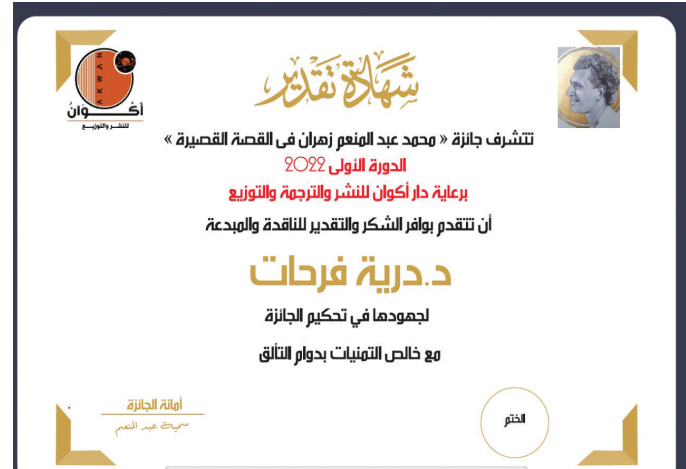 AKWAN
أكوان
للنشر والتوزيع
شهادة تقدير
تتشرف جائزة « محمد عبد المنعم زهران فى القصة القصيرة »
الدورة الأولى 2022
برعاية دار أكوان للنشر والترجمة والتوزيع
أن تتقدم بوافر الشكر والتقدير للناقدة والمبدعة
د.درية فرحات
لجهودها في تحكيم الجائزة
مع خالص التمنيات بدوام التألق
أمانة الجائزة
سمية عبد المنعم
الختم